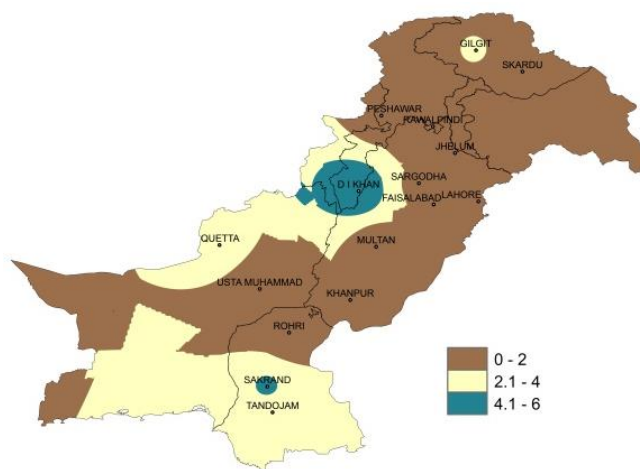 GILGIT
SKARDU
PESHAWAR
RAWALPINDI
JHELUM
SARGODHA
D I KHAN
FAISALABAD
LAHORE
QUETTA
MULTAN
USTA MUHAMMAD
KHANPUR
ROHRI
SAKRAND
TANDOJAM
0 - 2
2.1 - 4
4.1 - 6